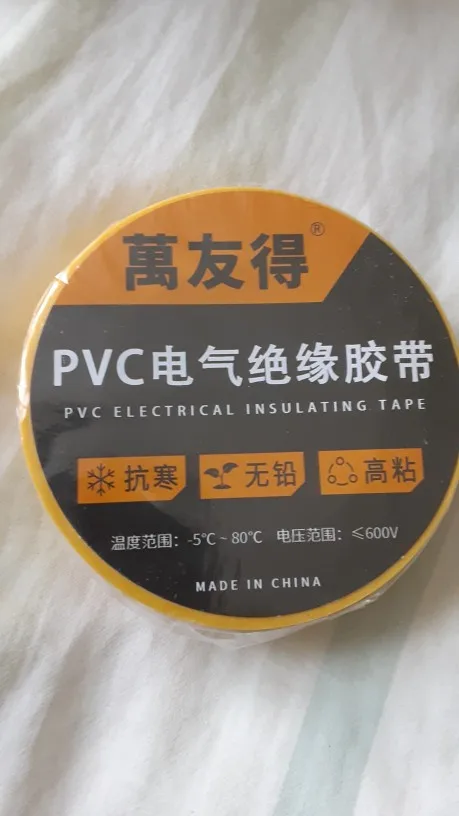 萬友得®
PVC电气绝缘胶带
PVC ELECTRICAL INSULATING TAPE
抗寒 无铅 高粘
温度范围：-5℃~80℃ 电压范围：≤600V
MADE IN CHINA